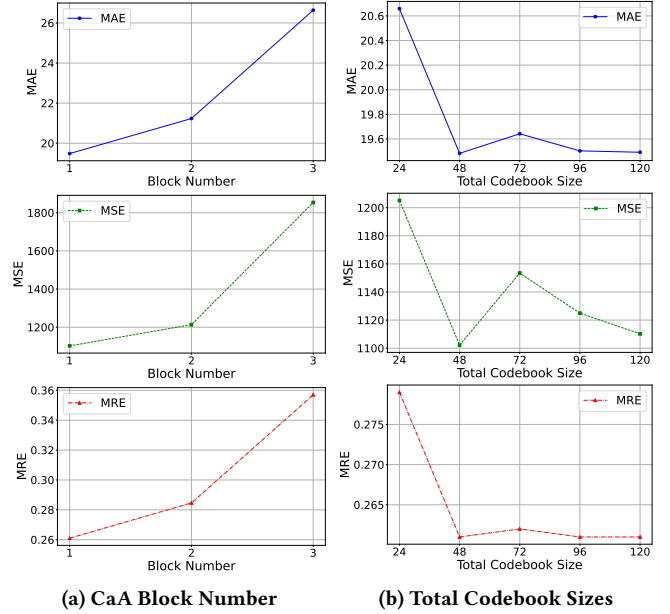 MAE
26
24
22
20
MAE
1
2
3
Block Number
MSE
1800
1600
1400
1200
MSE
1
2
3
Block Number
MRE
0.36
0.34
0.32
0.30
0.28
0.26
MRE
1
2
3
Block Number
(a) CaA Block Number
MAE
20.6
20.4
20.2
20.0
19.8
19.6
MAE
24
48
72
96
120
Total Codebook Size
MSE
1200
1180
1160
1140
1120
1100
MSE
24
48
72
96
120
Total Codebook Size
MRE
0.275
0.270
0.265
MRE
24
48
72
96
120
Total Codebook Size
(b) Total Codebook Sizes